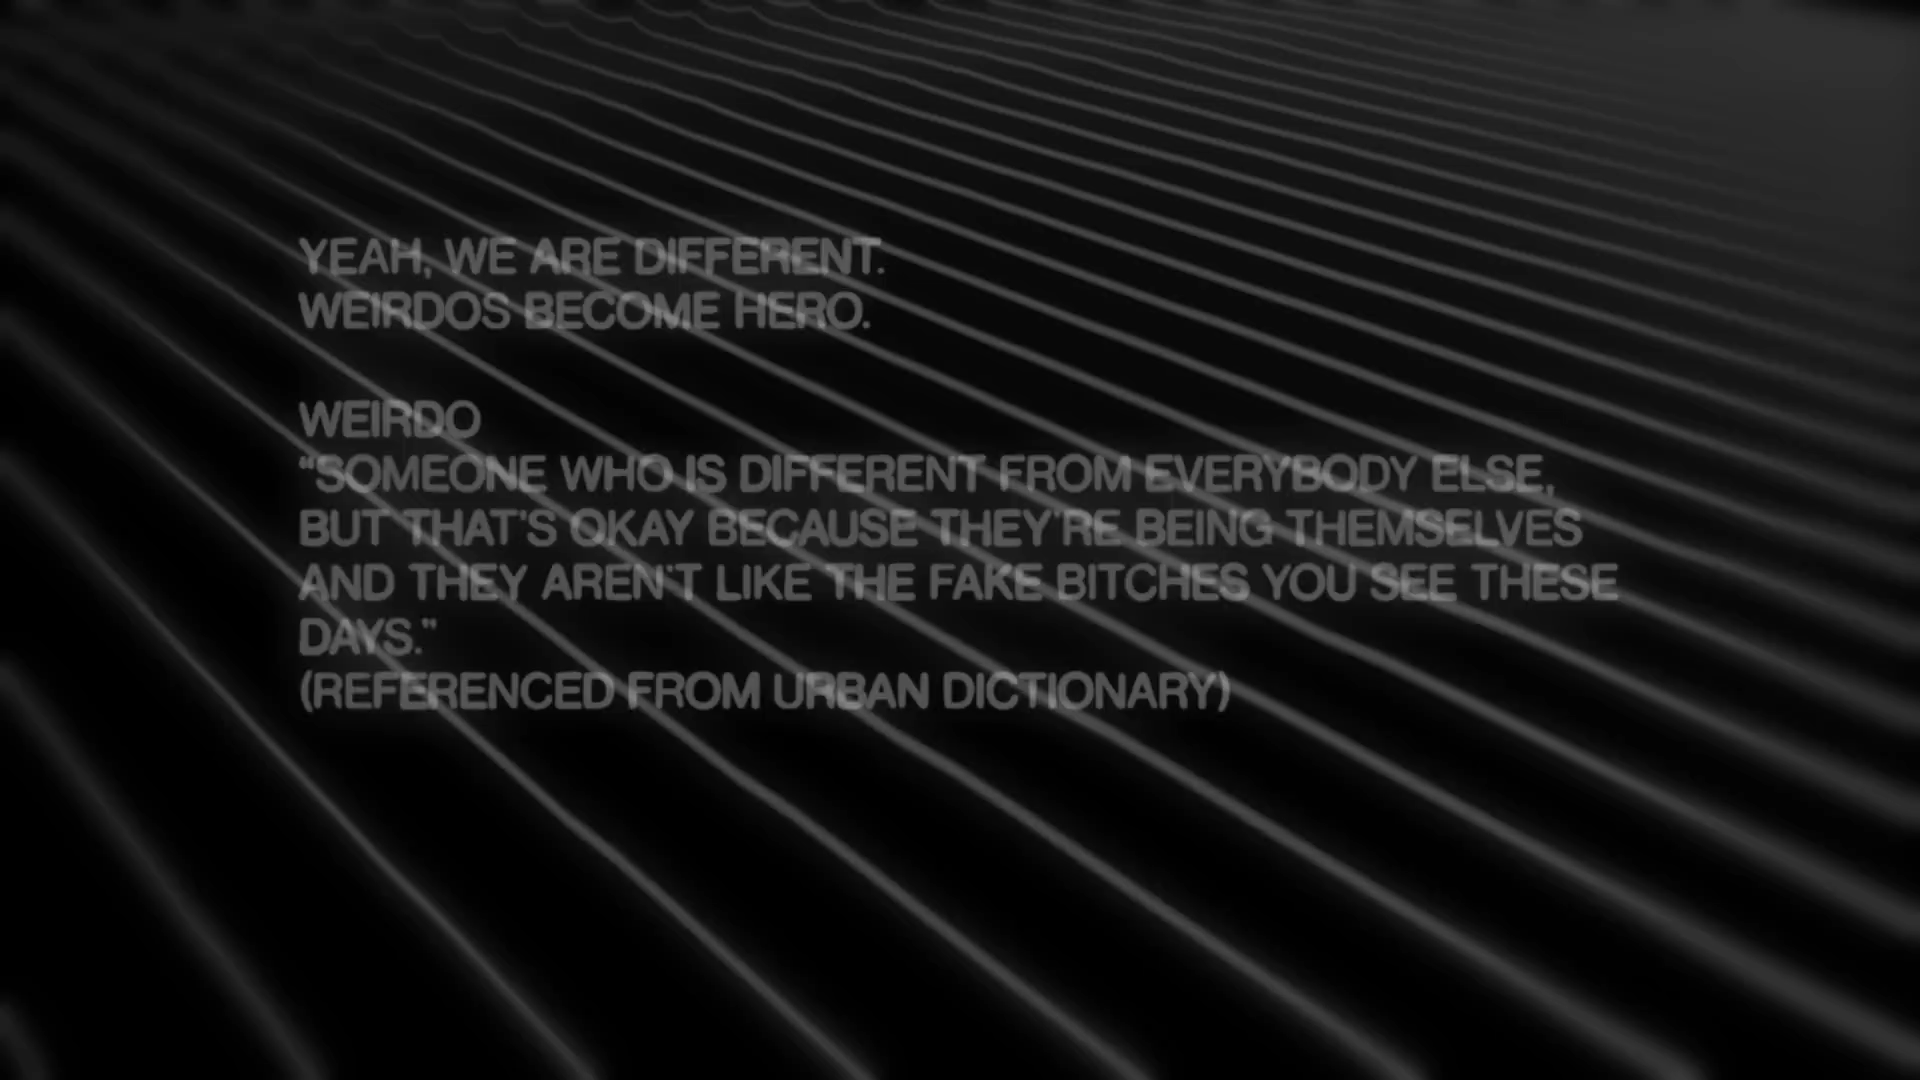 YEAH, WE ARE DIFFERENT.
WEIRDOS BECOME HERO.
WEIRDO
“SOMEONE WHO IS DIFFERENT FROM EVERYBODY ELSE,
BUT THAT'S OKAY BECAUSE THEY'RE BEING THEMSELVES
AND THEY AREN'T LIKE THE FAKE BITCHES YOU SEE THESE
DAYS.”
(REFERENCED FROM URBAN DICTIONARY)